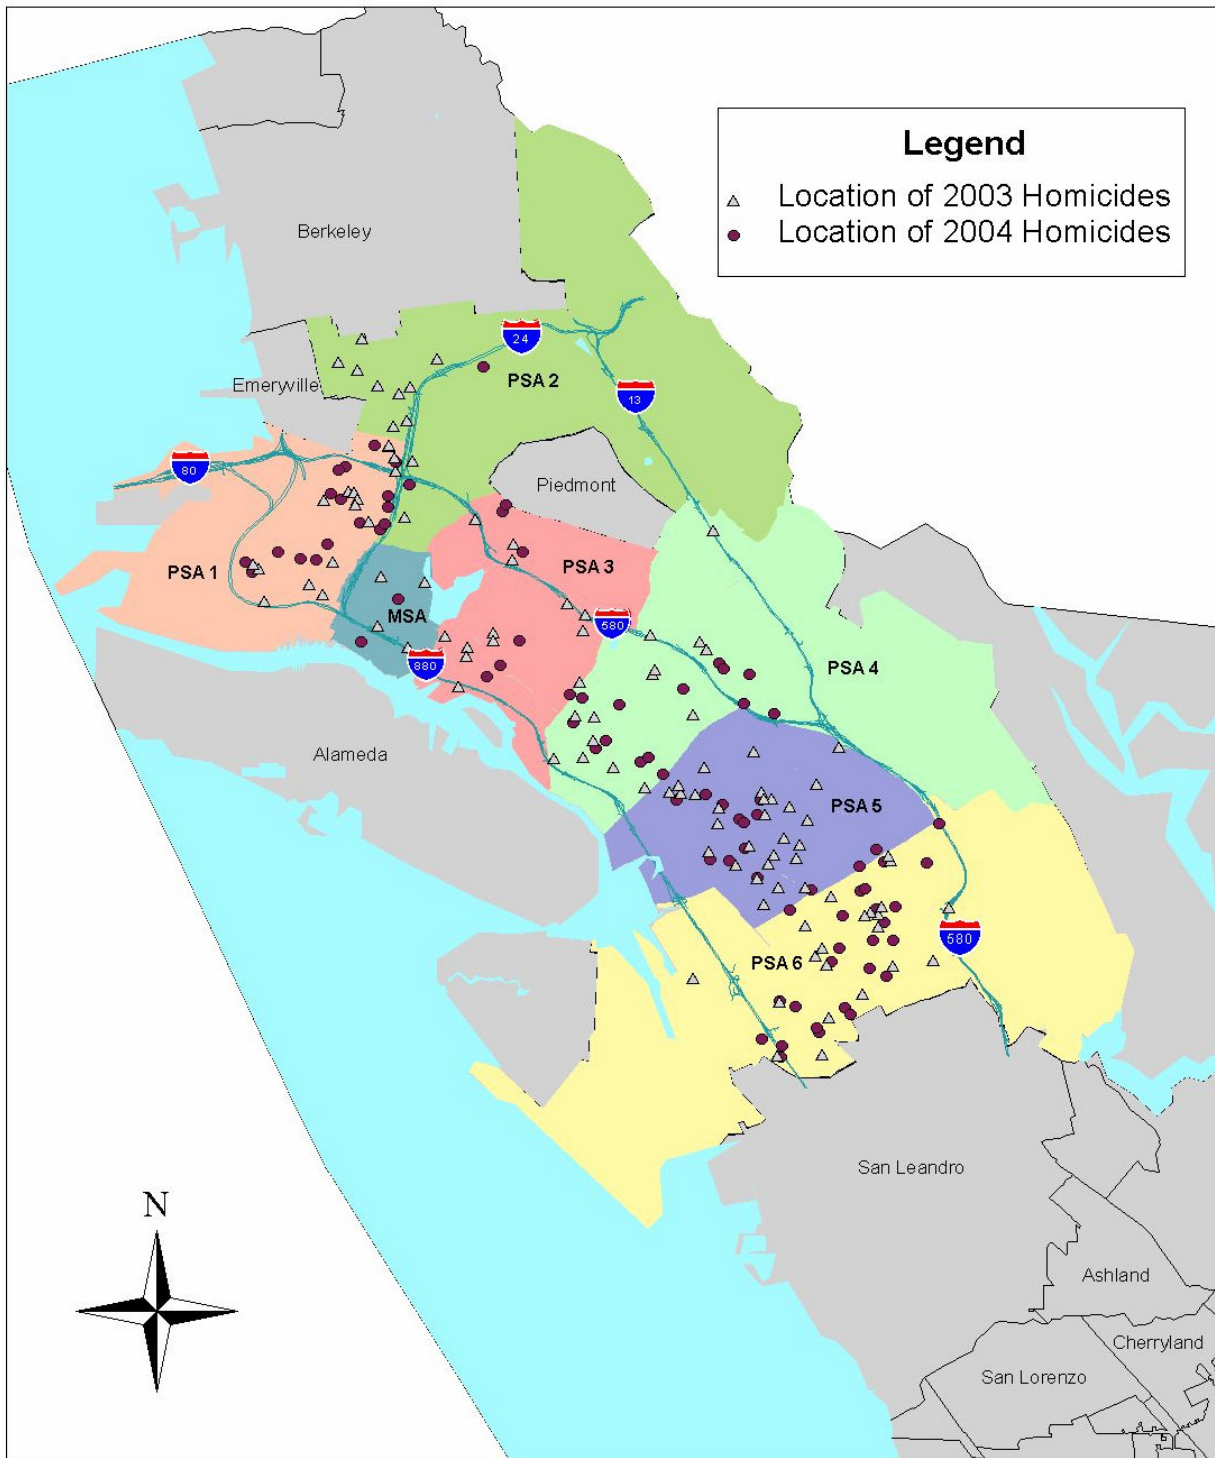 Legend
Location of 2003 Homicides
Location of 2004 Homicides
Berkeley
24
Emeryville
PSA 2
13
80
Piedmont
PSA 1
PSA 3
MSA
580
880
PSA 4
Alameda
PSA 5
580
PSA 6
San Leandro
N
Ashland
Cherryland
San Lorenzo